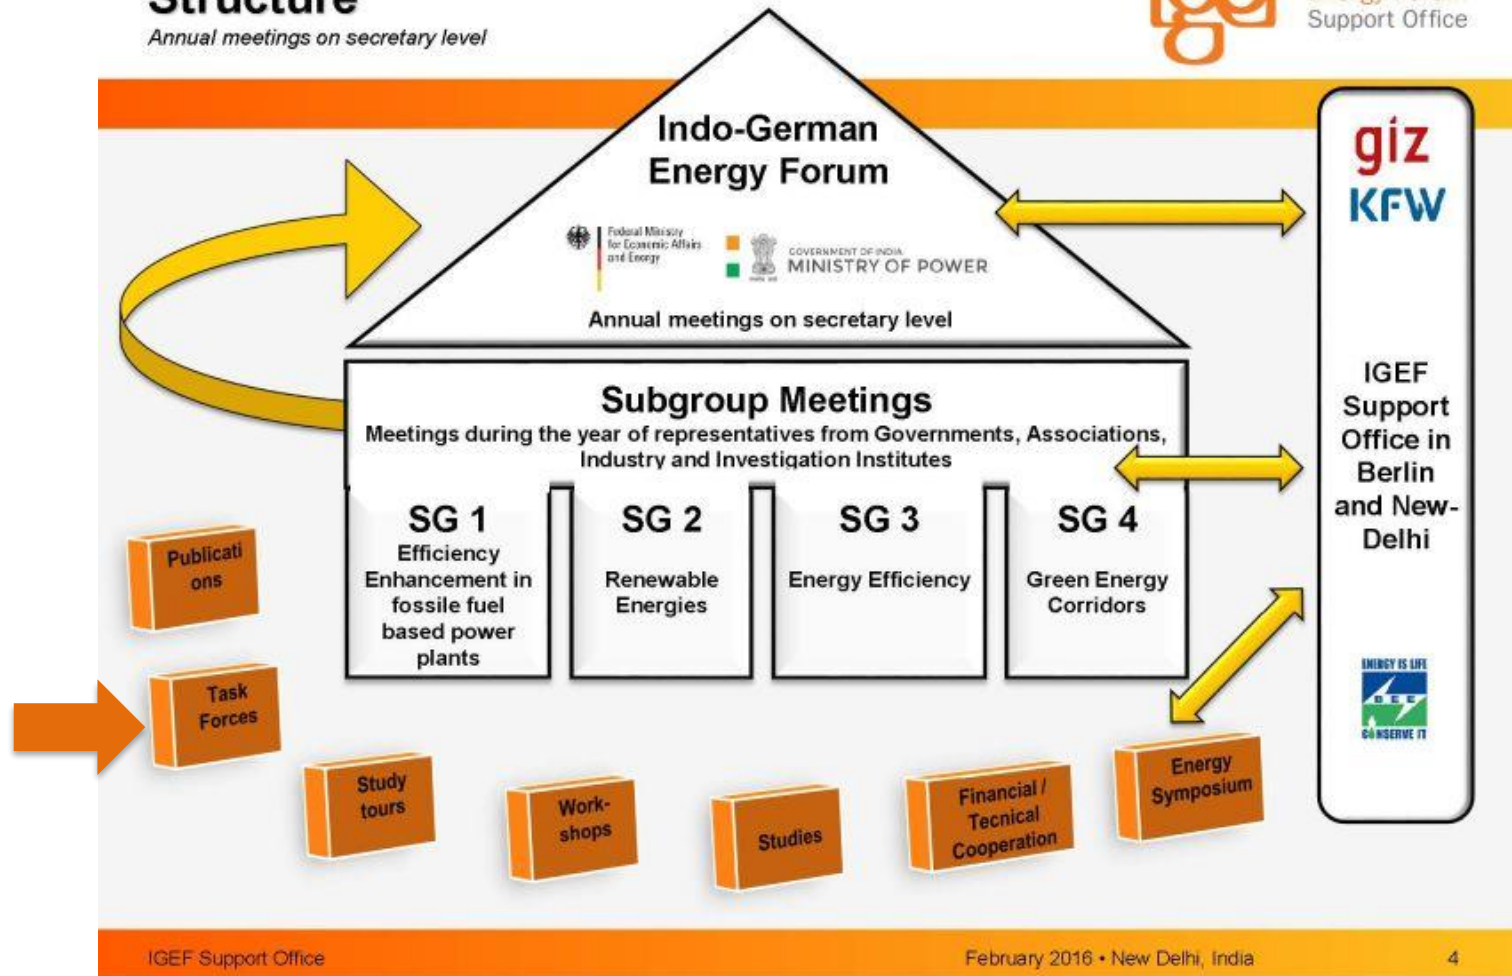 Structure
Annual meetings on secretary level
Support Office
Indo-German
Energy Forum
Federal Ministry
for Economic Affairs
and Energy
GOVERNMENT OF INDIA
MINISTRY OF POWER
Annual meetings on secretary level
Subgroup Meetings
Meetings during the year of representatives from Governments, Associations,
Industry and Investigation Institutes
SG 1
Efficiency
Enhancement in
fossile fuel
based power
plants
SG 2
Renewable
Energies
SG 3
Energy Efficiency
SG 4
Green Energy
Corridors
giz
KFW
IGEF
Support
Office in
Berlin
and New-
Delhi
ENERGY IS LIFE
BEE
CONSERVE IT
Publicati
ons
Task
Forces
Study
tours
Work-
shops
Studies
Financial /
Tecnical
Cooperation
Energy
Symposium
IGEF Support Office
February 2016 • New Delhi, India
4